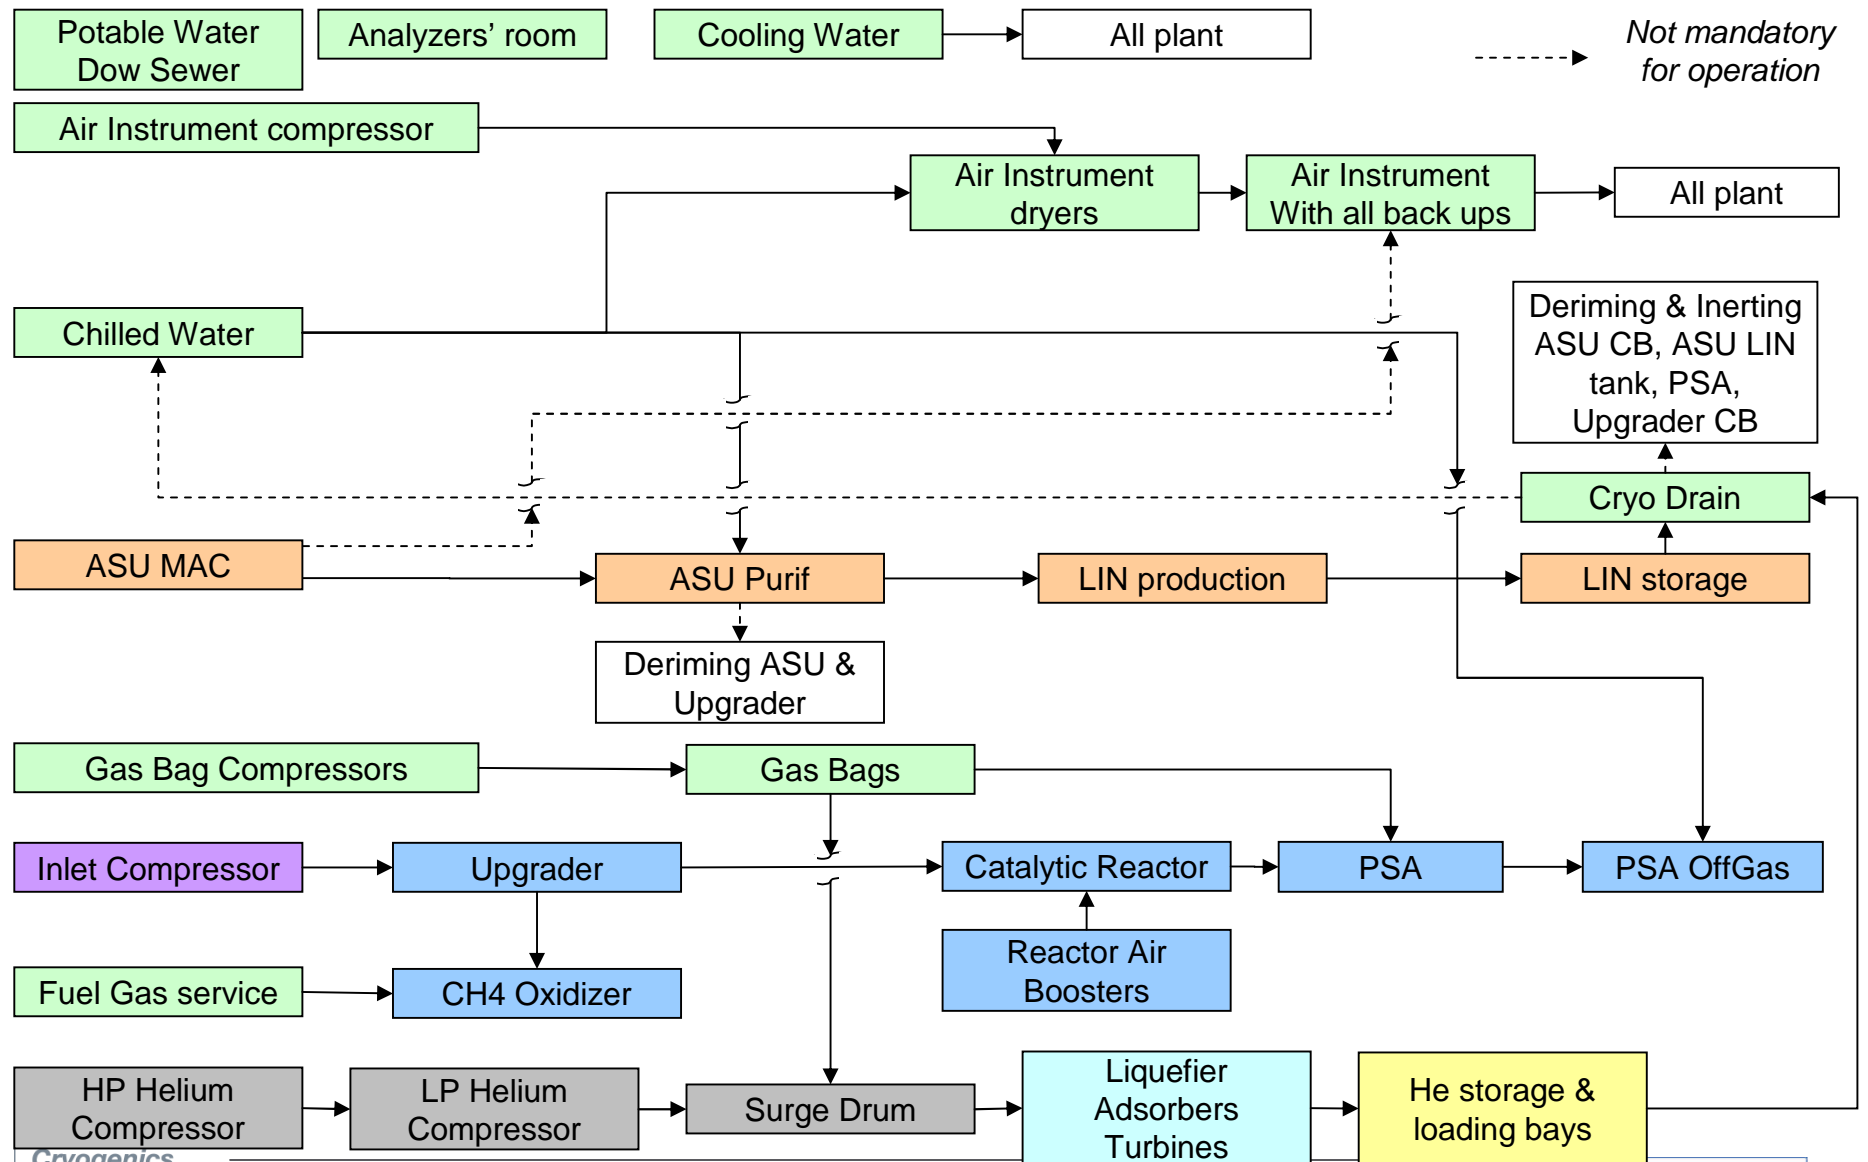 Potable Water
Dow Sewer
Analyzers' room
Cooling Water
All plant
Not mandatory
for operation
Air Instrument compressor
Air Instrument
dryers
Air Instrument
With all back ups
All plant
Chilled Water
Deriming & Inerting
ASU CB, ASU LIN
tank, PSA,
Upgrader CB
Cryo Drain
ASU MAC
ASU Purif
LIN production
LIN storage
Deriming ASU &
Upgrader
Gas Bag Compressors
Gas Bags
Inlet Compressor
Upgrader
Catalytic Reactor
PSA
PSA OffGas
Reactor Air
Boosters
Fuel Gas service
CH4 Oxidizer
HP Helium
Compressor
LP Helium
Compressor
Surge Drum
Liquefier
Adsorbers
Turbines
He storage &
loading bays
Cryogenics